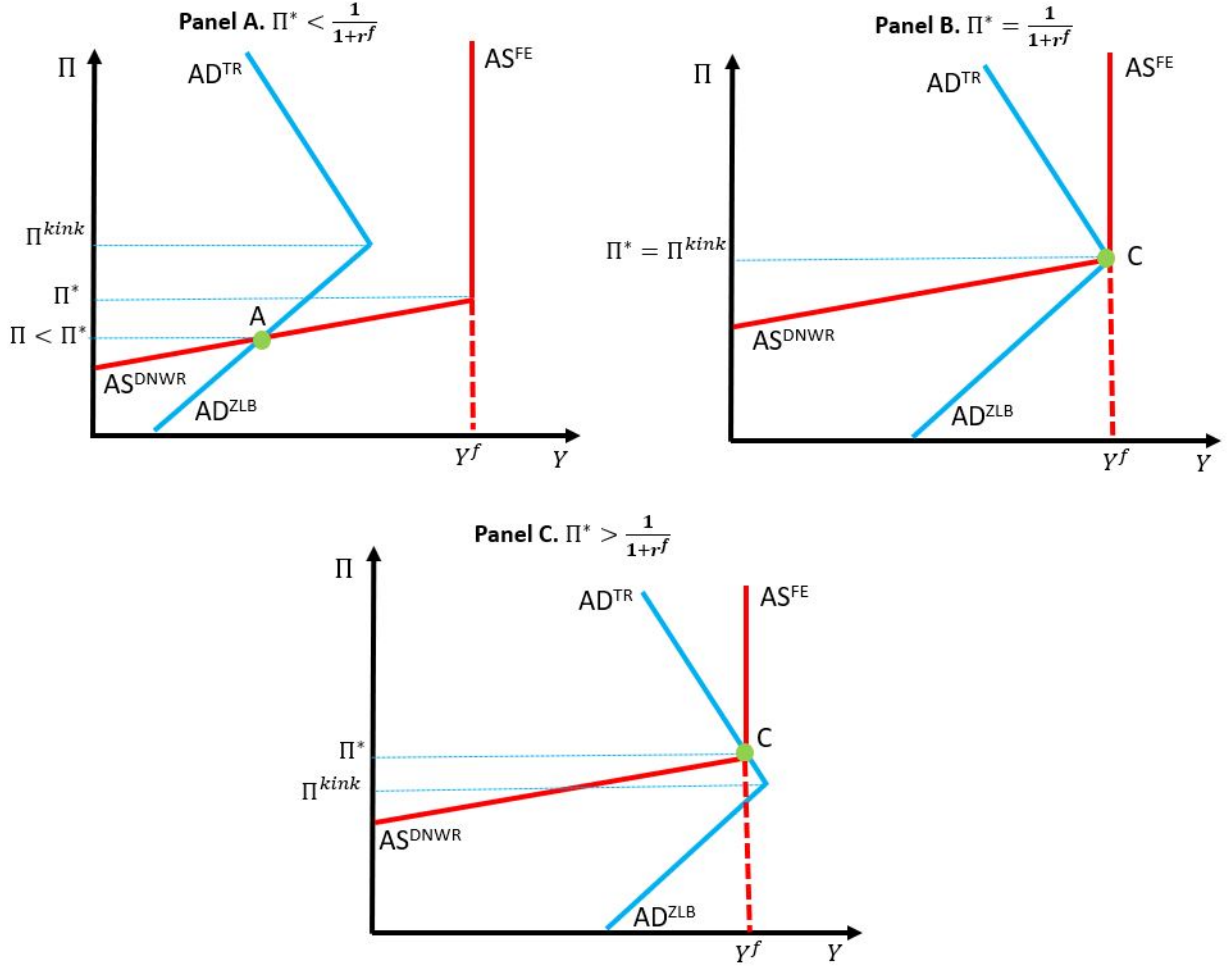 Panel A. Π* < 1/(1+r^f)
Π
AD^TR
AS^FE
Π^kink
Π*
A
Π < Π*
AS^DNWR
AD^ZLB
Y^f
Y
Panel B. Π* = 1/(1+r^f)
Π
AD^TR
AS^FE
Π* = Π^kink
C
AS^DNWR
AD^ZLB
Y^f
Y
Panel C. Π* > 1/(1+r^f)
Π
AD^TR
AS^FE
C
Π*
Π^kink
AS^DNWR
AD^ZLB
Y^f
Y